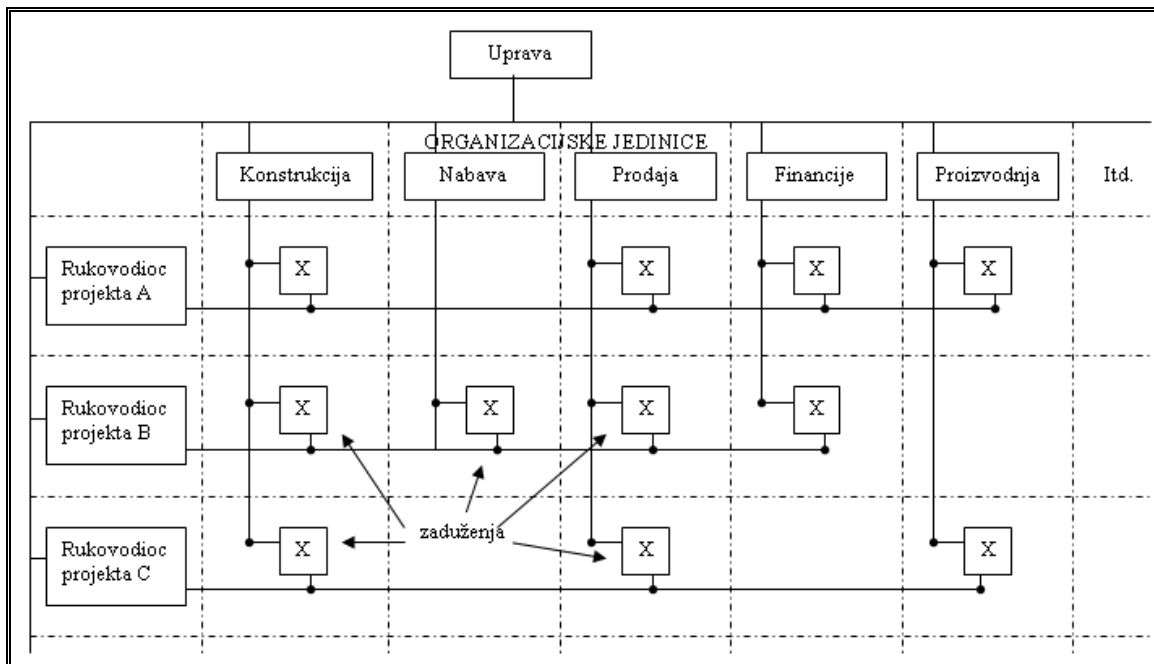 Uprava
ORGANIZACIJSKE JEDINICE
Konstrukcija
Nabava
Prodaja
Financije
Proizvodnja
Itd.
Rukovodioc
projekta A
X
X
X
X
Rukovodioc
projekta B
X
X
X
X
zaduženja
Rukovodioc
projekta C
X
X
X